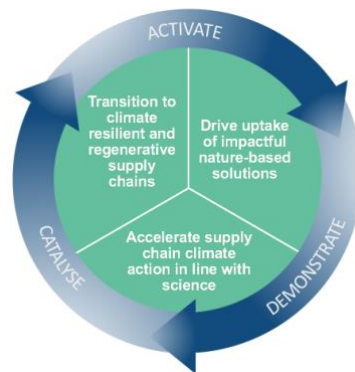 ACTIVATE
Transition to
climate
resilient and
regenerative
supply
chains
Drive uptake
of impactful
nature-based
solutions
Accelerate supply
chain climate
action in line with
science
DEMONSTRATE
CATALYSE